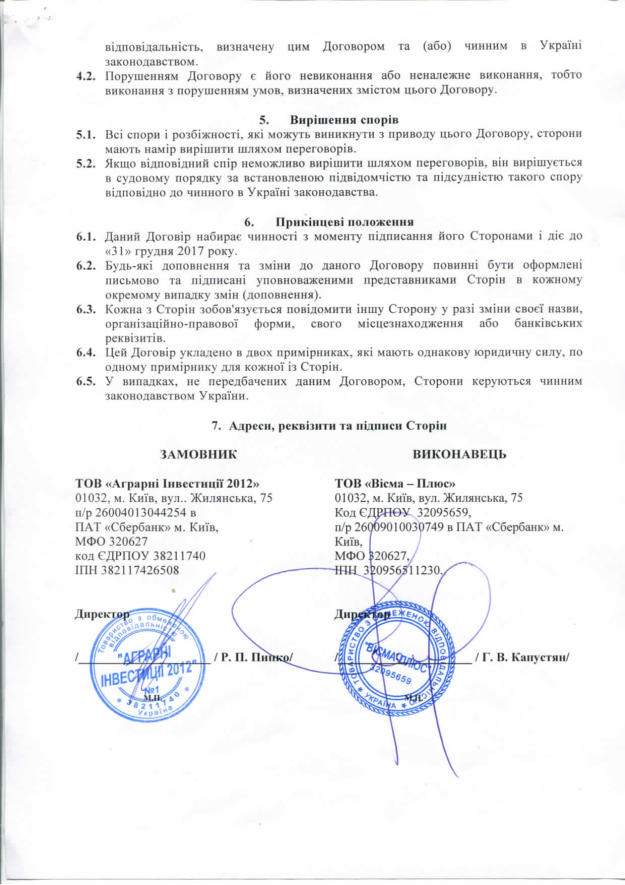 відповідальність, визначену цим Договором та (або) чинним в Україні
законодавством.
4.2. Порушенням Договору є його невиконання або неналежне виконання, тобто
виконання з порушенням умов, визначених змістом цього Договору.
5. Вирішення спорів
5.1. Всі спори і розбіжності, які можуть виникнути з приводу цього Договору, сторони
мають намір вирішити шляхом переговорів.
5.2. Якщо відповідний спір неможливо вирішити шляхом переговорів, він вирішується
в судовому порядку за встановленою підвідомчістю та підсудністю такого спору
відповідно до чинного в Україні законодавства.
6. Прикінцеві положення
6.1. Даний Договір набирає чинності з моменту підписання його Сторонами і діє до
«31» грудня 2017 року.
6.2. Будь-які доповнення та зміни до даного Договору повинні бути оформлені
письмово та підписані уповноваженими представниками Сторін в кожному
окремому випадку змін (доповнення).
6.3. Кожна з Сторін зобов'язується повідомити іншу Сторону у разі зміни своєї назви,
організаційно-правової форми, свого місцезнаходження або банківських
реквізитів.
6.4. Цей Договір укладено в двох примірниках, які мають однакову юридичну силу, по
одному примірнику для кожної із Сторін.
6.5. У випадках, не передбачених даним Договором, Сторони керуються чинним
законодавством України.
7. Адреси, реквізити та підписи Сторін
ЗАМОВНИК
ТОВ «Аграрні Інвестиції 2012»
01032, м. Київ, вул.. Жилянська, 75
п/р 26004013044254 в
ПАТ «Сбербанк» м. Київ,
МФО 320627
код ЄДРПОУ 38211740
ІПН 382117426508
Директор
/ / Р. П. Пипко/
М.П.
Товариство з обмеженою
відповідальністю
"АГРАРНІ
ІНВЕСТИЦІЇ 2012"
№1
* 38211740 *
Україна
ВИКОНАВЕЦЬ
ТОВ «Вісма – Плюс»
01032, м. Київ, вул. Жилянська, 75
Код ЄДРПОУ 32095659,
п/р 26009010030749 в ПАТ «Сбербанк» м.
Київ,
МФО 320627,
ІПН 320956511230.
Директор
/ / Г. В. Капустян/
М.П.
"ВІСМА-ПЛЮС"
32095659
* УКРАЇНА *